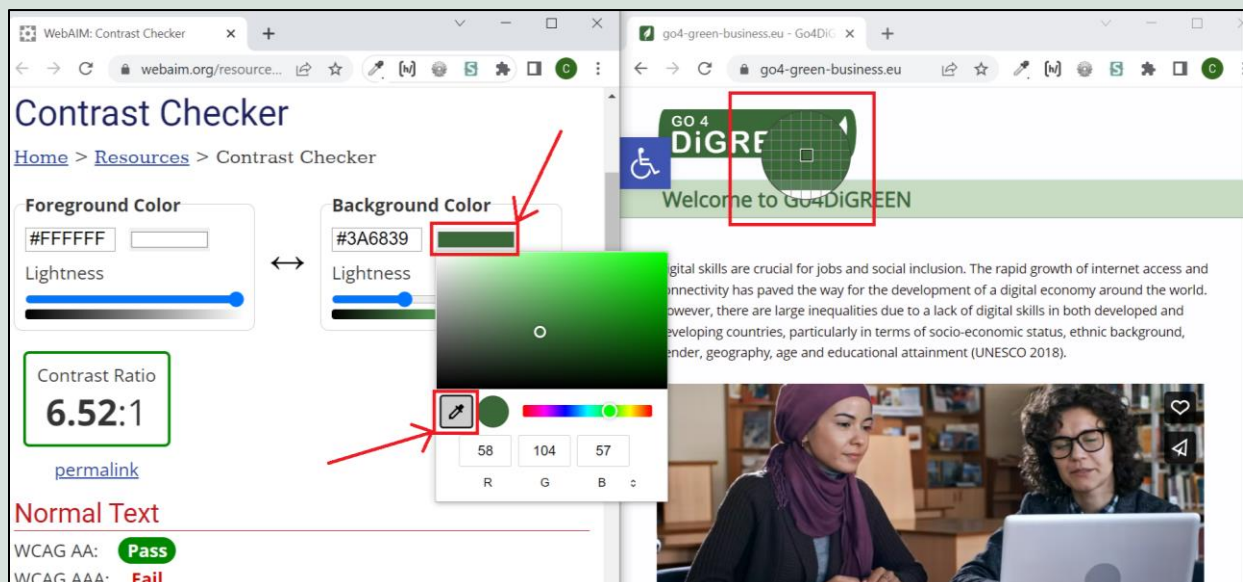 WebAIM: Contrast Checker
webaim.org/resource...
C
Contrast Checker
Home > Resources > Contrast Checker
Foreground Color
#FFFFFF
Lightness
Background Color
#3A6839
Lightness
Contrast Ratio
6.52:1
permalink
58 104 57
R G B
Normal Text
WCAG AA: Pass
WCAG AAA: Fail
go4-green-business.eu - Go4DiG
go4-green-business.eu
C
GO 4
DiGRE
Welcome to Go4DiGREEN
igital skills are crucial for jobs and social inclusion. The rapid growth of internet access and
onnectivity has paved the way for the development of a digital economy around the world.
owever, there are large inequalities due to a lack of digital skills in both developed and
eveloping countries, particularly in terms of socio-economic status, ethnic background,
ender, geography, age and educational attainment (UNESCO 2018).